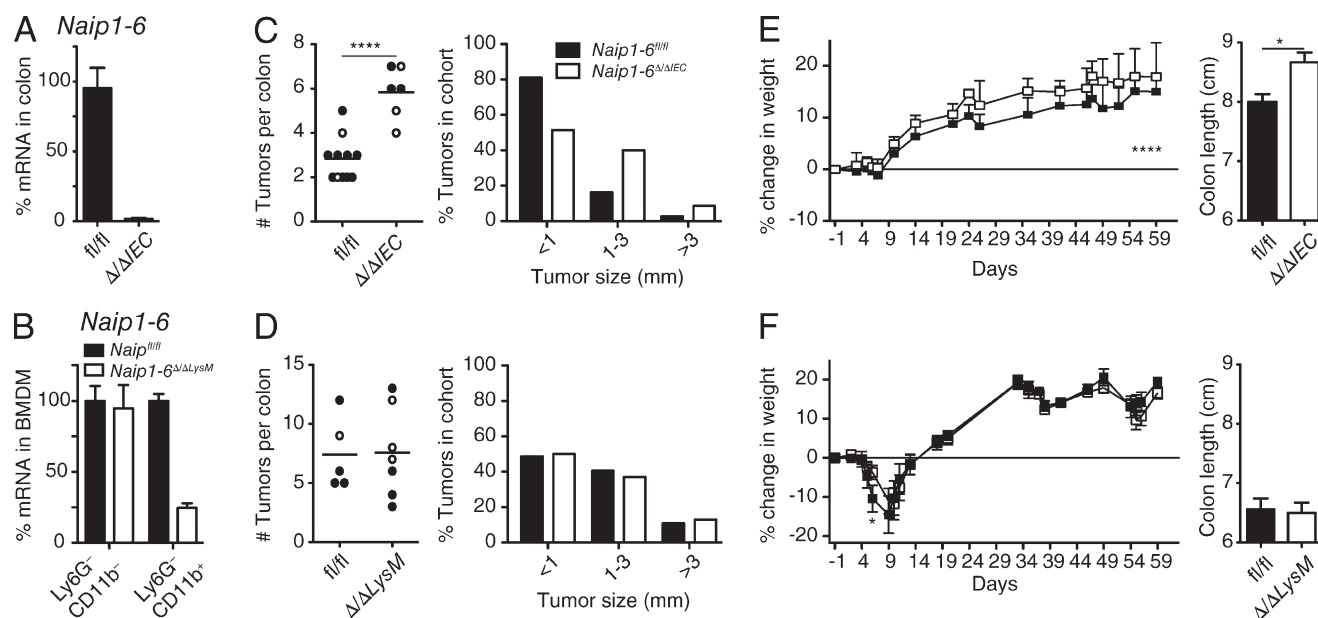 A
Naip1-6
% mRNA in colon
100
50
0
fl/fl
Δ/ΔIEC
B
Naip1-6
Naip^fl/fl
Naip1-6^Δ/ΔLysM
% mRNA in BMDM
100
50
0
Ly6G⁻
CD11b⁻
Ly6G⁻
CD11b⁺
C
# Tumors per colon
8
6
4
2
0
****
fl/fl
Δ/ΔIEC
% Tumors in cohort
100
80
60
40
20
0
Naip1-6^fl/fl
Naip1-6^Δ/ΔIEC
<1
1-3
>3
Tumor size (mm)
D
# Tumors per colon
15
10
5
0
fl/fl
Δ/ΔLysM
% Tumors in cohort
100
80
60
40
20
0
<1
1-3
>3
Tumor size (mm)
E
% change in weight
20
10
0
-10
****
-1 4 9 14 19 24 29 34 39 44 49 54 59
Days
Colon length (cm)
9
8
7
6
*
fl/fl
Δ/ΔIEC
F
% change in weight
20
10
0
-10
-20
*
-1 4 9 14 19 24 29 34 39 44 49 54 59
Days
Colon length (cm)
9
8
7
6
fl/fl
Δ/ΔLysM